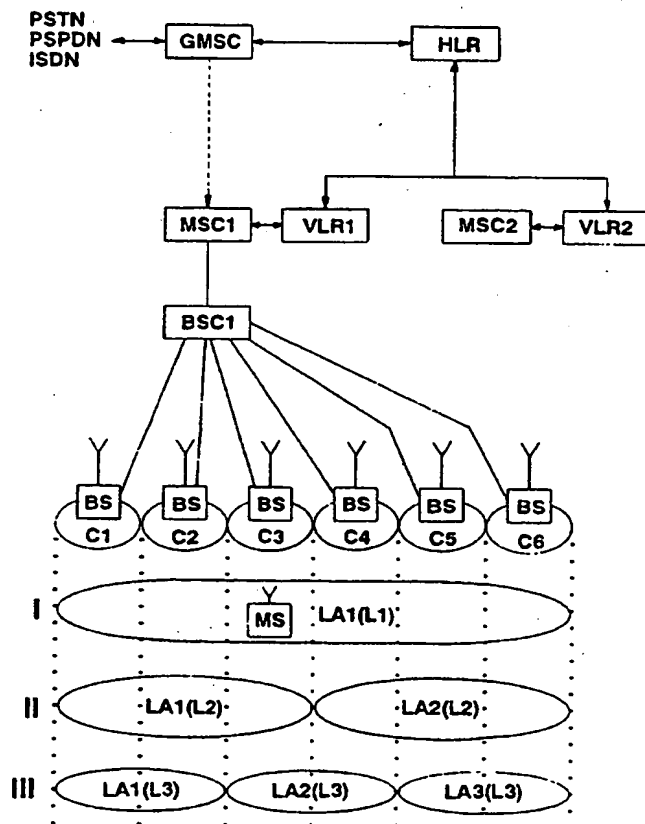 PSTN
PSPDN
ISDN
GMSC
HLR
MSC1
VLR1
MSC2
VLR2
BSC1
BS
BS
BS
BS
BS
BS
C1
C2
C3
C4
C5
C6
I
MS
LA1(L1)
II
LA1(L2)
LA2(L2)
III
LA1(L3)
LA2(L3)
LA3(L3)